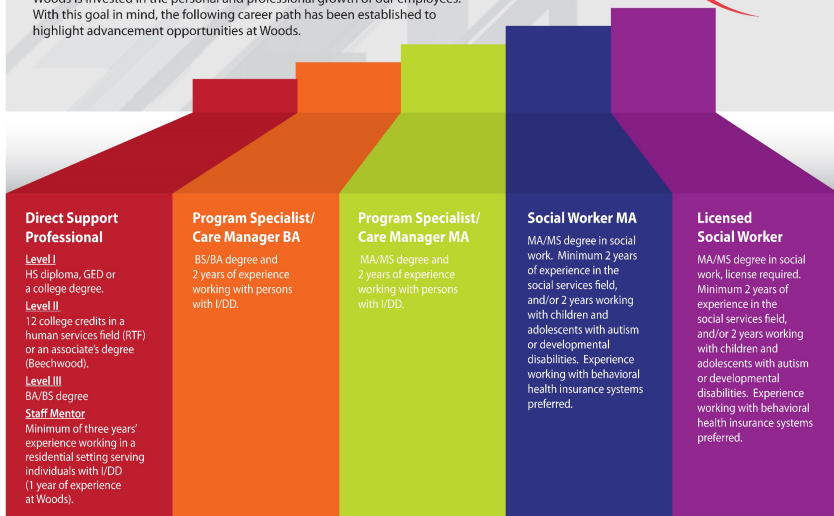 Woods is invested in the personal and professional growth of our employees.
With this goal in mind, the following career path has been established to
highlight advancement opportunities at Woods.
Direct Support
Professional
Level I
HS diploma, GED or
a college degree.
Level II
12 college credits in a
human services field (RTF)
or an associate's degree
(Beechwood).
Level III
BA/BS degree
Staff Mentor
Minimum of three years'
experience working in a
residential setting serving
individuals with I/DD
(1 year of experience
at Woods).
Program Specialist/
Care Manager BA
BS/BA degree and
2 years of experience
working with persons
with I/DD.
Program Specialist/
Care Manager MA
MA/MS degree and
2 years of experience
working with persons
with I/DD.
Social Worker MA
MA/MS degree in social
work. Minimum 2 years
of experience in the
social services field,
and/or 2 years working
with children and
adolescents with autism
or developmental
disabilities. Experience
working with behavioral
health insurance systems
preferred.
Licensed
Social Worker
MA/MS degree in social
work, license required.
Minimum 2 years of
experience in the
social services field,
and/or 2 years working
with children and
adolescents with autism
or developmental
disabilities. Experience
working with behavioral
health insurance systems
preferred.